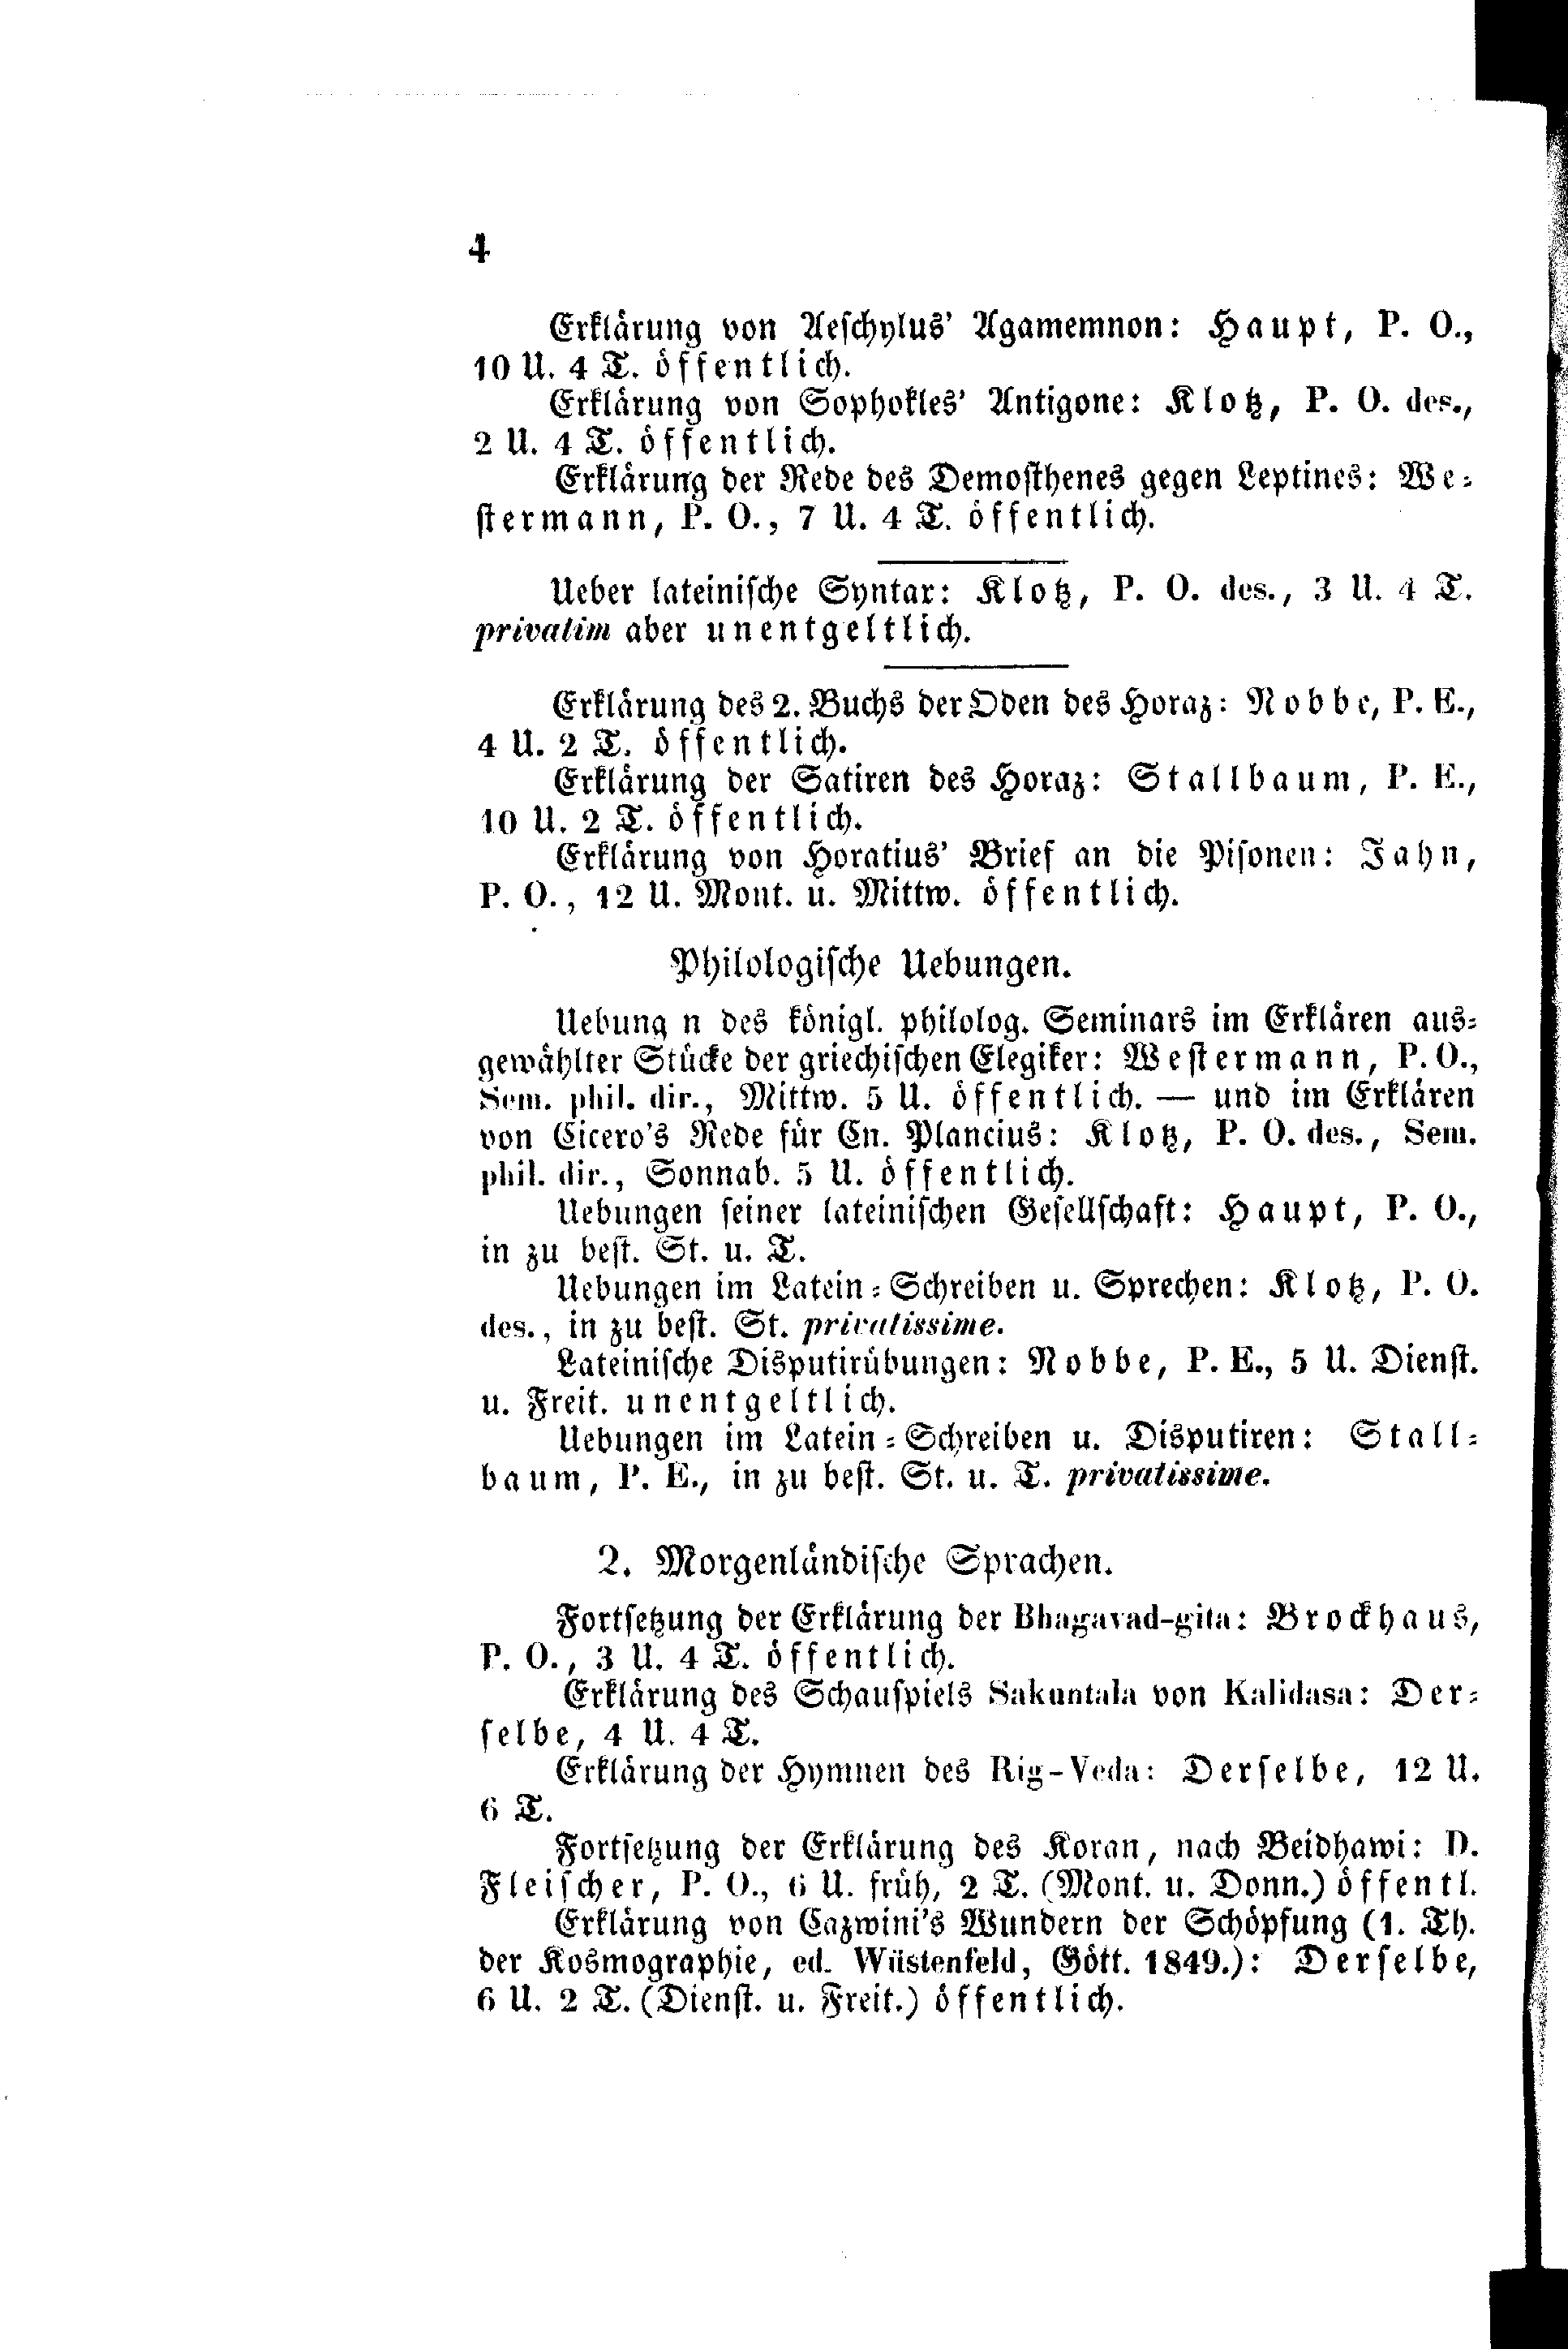 4
Erklärung von Aeschylus' Agamemnon: Haupt, P. O.,
10 U. 4 T. öffentlich.
Erklärung von Sophokles' Antigone: Klotz, P. O. des.,
2 U. 4 T. öffentlich.
Erklärung der Rede des Demosthenes gegen Leptines: We-
stermann, P. O., 7 U. 4 T. öffentlich.
Ueber lateinische Syntax: Klotz, P. O. des., 3 U. 4 T.
privatim aber unentgeltlich.
Erklärung des 2. Buchs der Oden des Horaz: Nobbe, P. E.,
4 U. 2 T. öffentlich.
Erklärung der Satiren des Horaz: Stallbaum, P. E.,
10 U. 2 T. öffentlich.
Erklärung von Horatius' Brief an die Pisonen: Jahn,
P. O., 12 U. Mont. u. Mittw. öffentlich.
Philologische Uebungen.
Uebung n des königl. philolog. Seminars im Erklären aus-
gewählter Stücke der griechischen Elegiker: Westermann, P. O.,
Sem. phil. dir., Mittw. 5 U. öffentlich. — und im Erklären
von Cicero's Rede für Cn. Plancius: Klotz, P. O. des., Sem.
phil. dir., Sonnab. 5 U. öffentlich.
Uebungen seiner lateinischen Gesellschaft: Haupt, P. O.,
in zu best. St. u. T.
Uebungen im Latein-Schreiben u. Sprechen: Klotz, P. O.
des., in zu best. St. privatissime.
Lateinische Disputirübungen: Nobbe, P. E., 5 U. Dienst.
u. Freit. unentgeltlich.
Uebungen im Latein-Schreiben u. Disputiren: Stall-
baum, P. E., in zu best. St. u. T. privatissime.
2. Morgenländische Sprachen.
Fortsetzung der Erklärung der Bhagavad-gita: Brockhaus,
P. O., 3 U. 4 T. öffentlich.
Erklärung des Schauspiels Sakuntala von Kalidasa: Der-
selbe, 4 U. 4 T.
Erklärung der Hymnen des Rig-Veda: Derselbe, 12 U.
6 T.
Fortsetzung der Erklärung des Koran, nach Beidhawi: D.
Fleischer, P. O., 6 U. früh, 2 T. (Mont. u. Donn.) öffentl.
Erklärung von Cazwini's Wundern der Schöpfung (1. Th.
der Kosmographie, ed. Wüstenfeld, Gött. 1849.): Derselbe,
6 U. 2 T. (Dienst. u. Freit.) öffentlich.